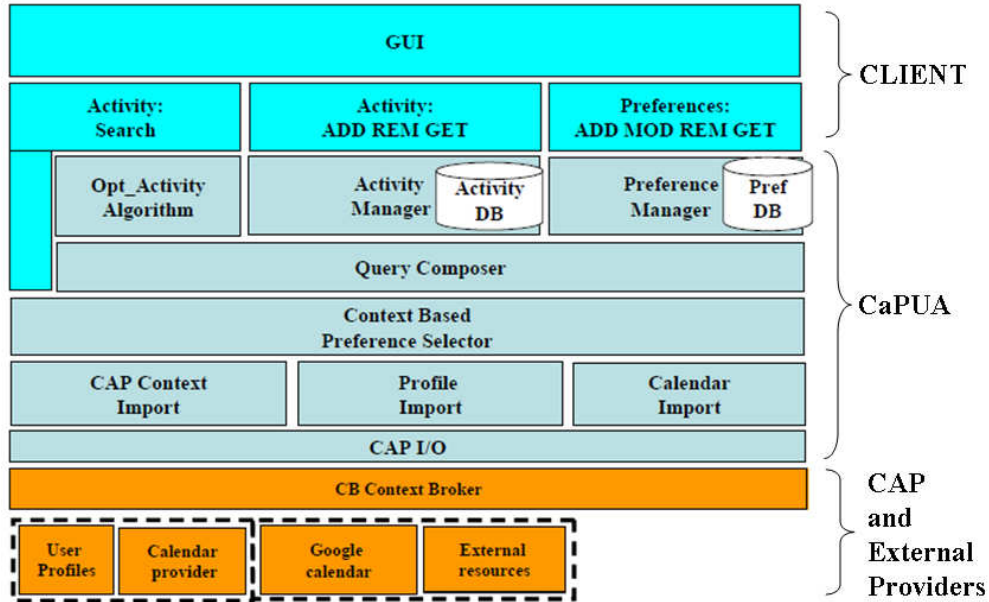 GUI
CLIENT
Activity:
Search
Activity:
ADD REM GET
Preferences:
ADD MOD REM GET
Opt_Activity
Algorithm
Activity
Manager
Activity
DB
Preference
Manager
Pref
DB
Query Composer
CaPUA
Context Based
Preference Selector
CAP Context
Import
Profile
Import
Calendar
Import
CAP I/O
CB Context Broker
CAP
and
External
Providers
User
Profiles
Calendar
provider
Google
calendar
External
resources